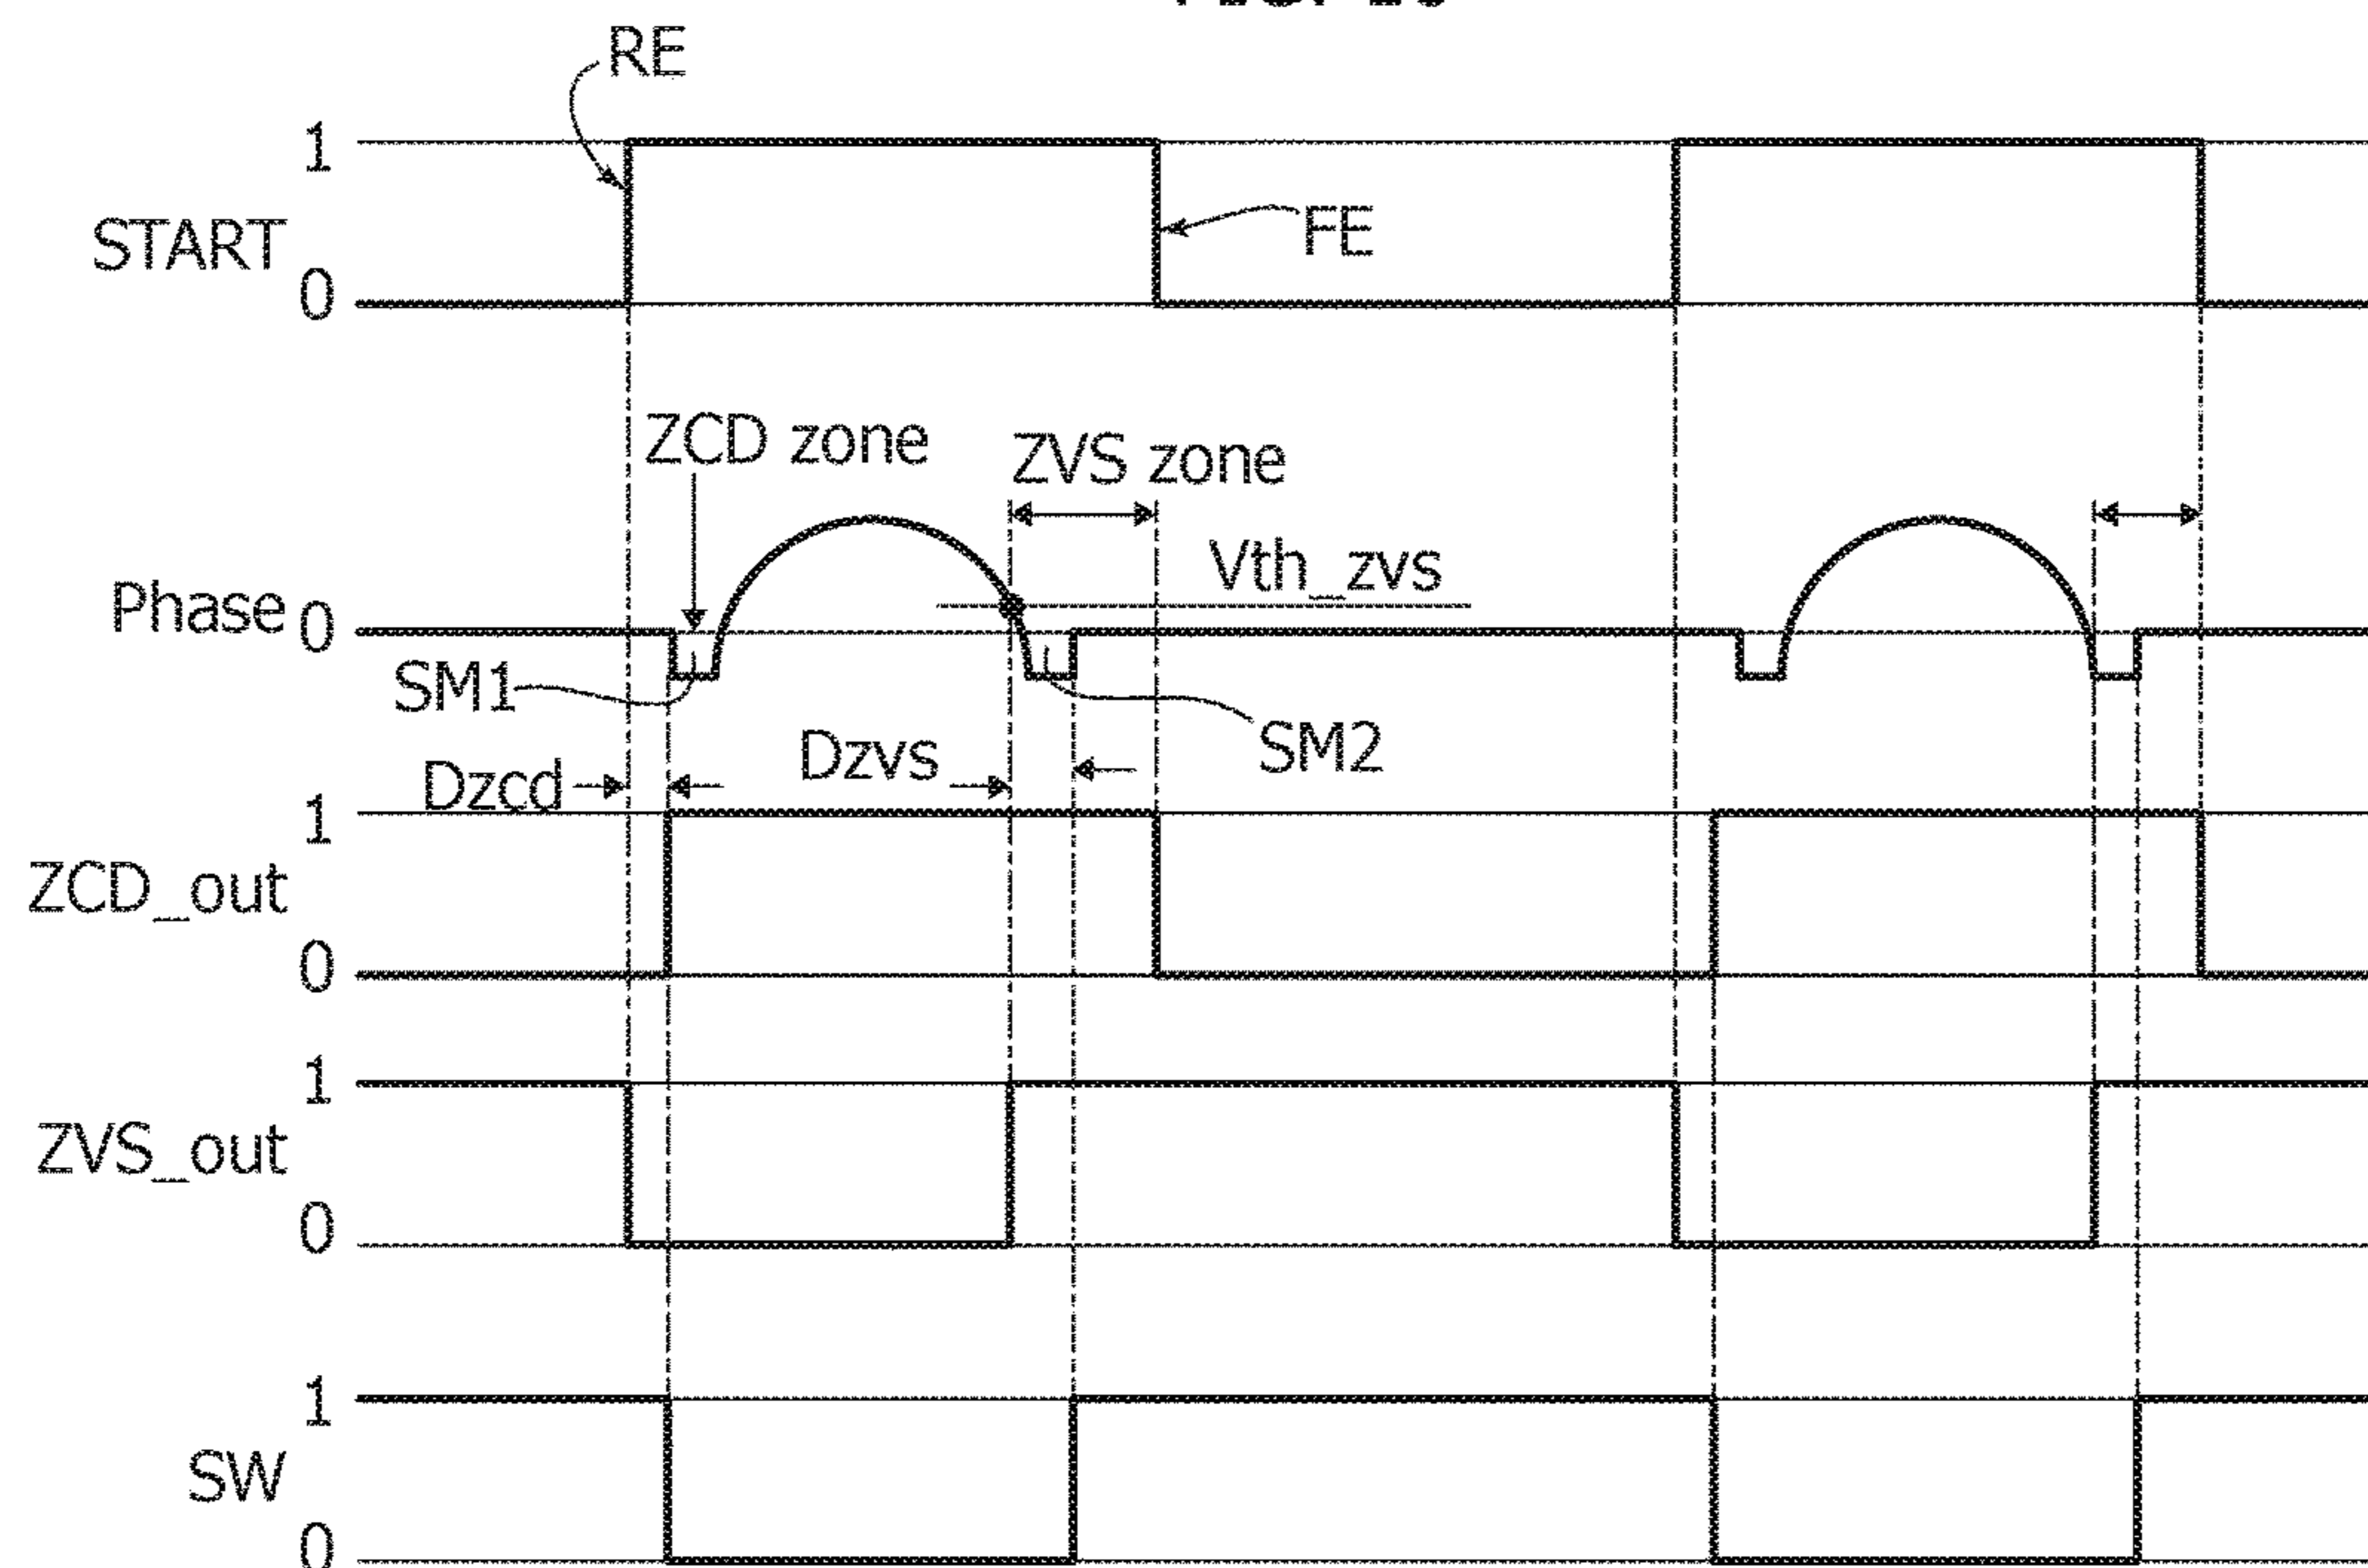 RE
1
START
0
FE
ZCD zone
ZVS zone
Vth_zvs
Phase 0
SM1
SM2
Dzcd
Dzvs
1
ZCD_out
0
1
ZVS_out
0
1
SW
0